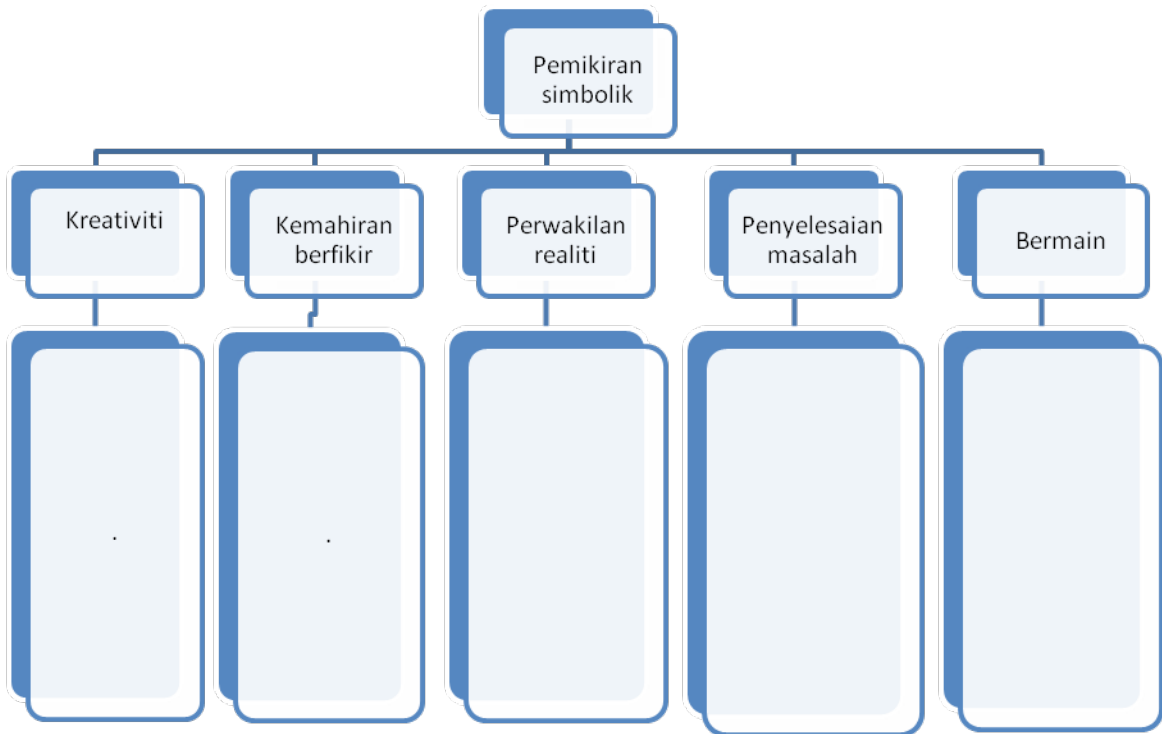 Pemikiran
simbolik
Kreativiti
Kemahiran
berfikir
Perwakilan
realiti
Penyelesaian
masalah
Bermain
.
.